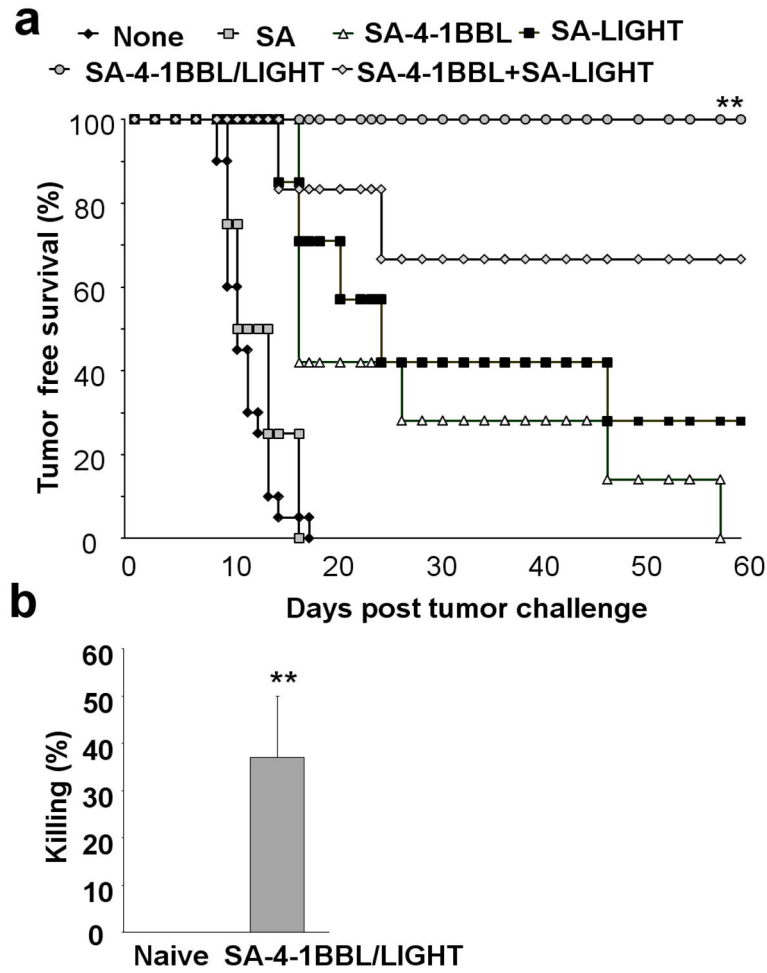 a
None SA SA-4-1BBL SA-LIGHT
SA-4-1BBL/LIGHT SA-4-1BBL+SA-LIGHT
**
Tumor free survival (%)
100
80
60
40
20
0
0 10 20 30 40 50 60
Days post tumor challenge
b
Killing (%)
60
50
40
30
20
10
0
**
Naive SA-4-1BBL/LIGHT